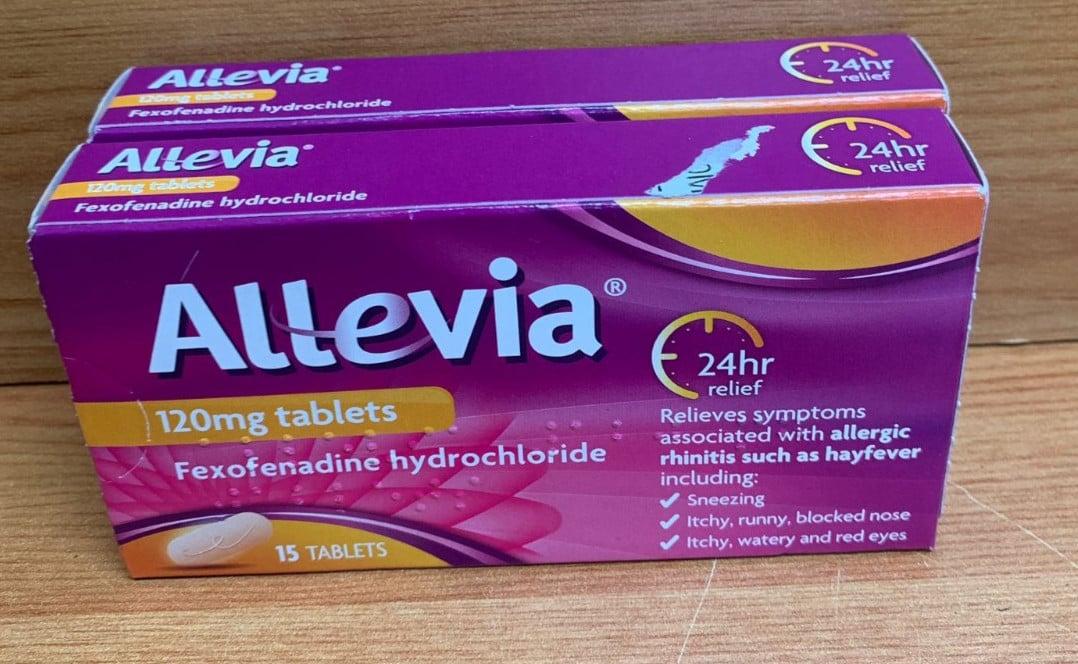 Allevia®
120mg tablets
Fexofenadine hydrochloride
24hr
relief
Allevia®
120mg tablets
Fexofenadine hydrochloride
24hr
relief
Allevia®
120mg tablets
Fexofenadine hydrochloride
15 TABLETS
24hr
relief
Relieves symptoms
associated with allergic
rhinitis such as hayfever
including:
✓ Sneezing
✓ Itchy, runny, blocked nose
✓ Itchy, watery and red eyes